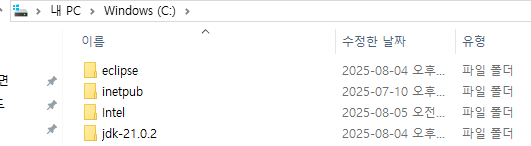 내 PC > Windows (C:) >
이름 수정한 날짜 유형
eclipse 2025-08-04 오후... 파일 폴더
면
inetpub 2025-07-10 오후... 파일 폴더
Intel 2025-08-05 오전... 파일 폴더
드
jdk-21.0.2 2025-08-04 오후... 파일 폴더